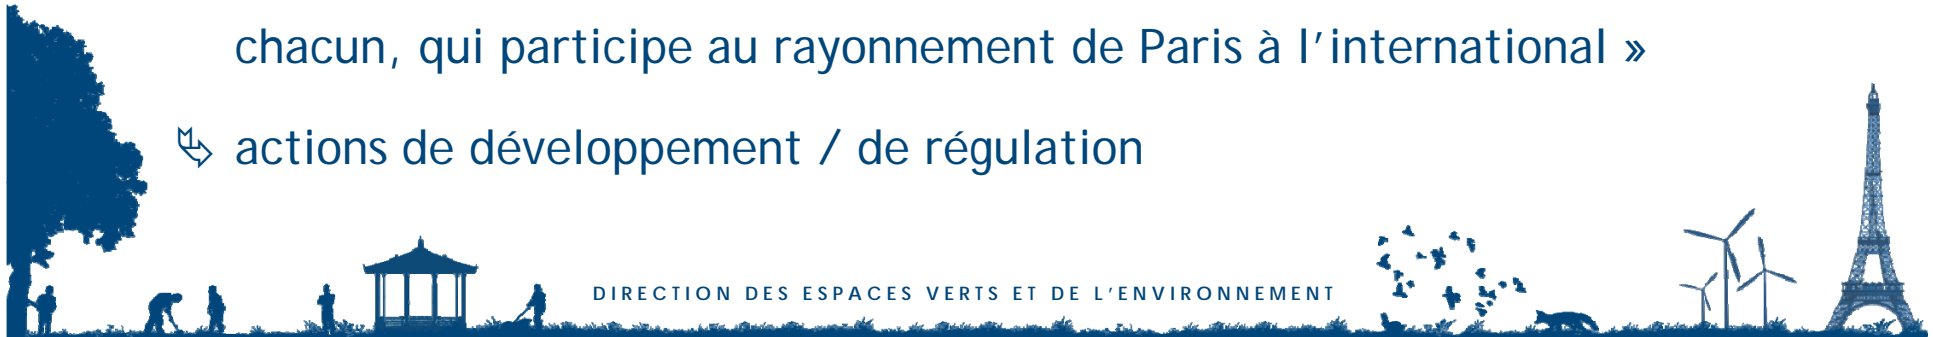 chacun, qui participe au rayonnement de Paris à l'international »
↳ actions de développement / de régulation
DIRECTION DES ESPACES VERTS ET DE L'ENVIRONNEMENT